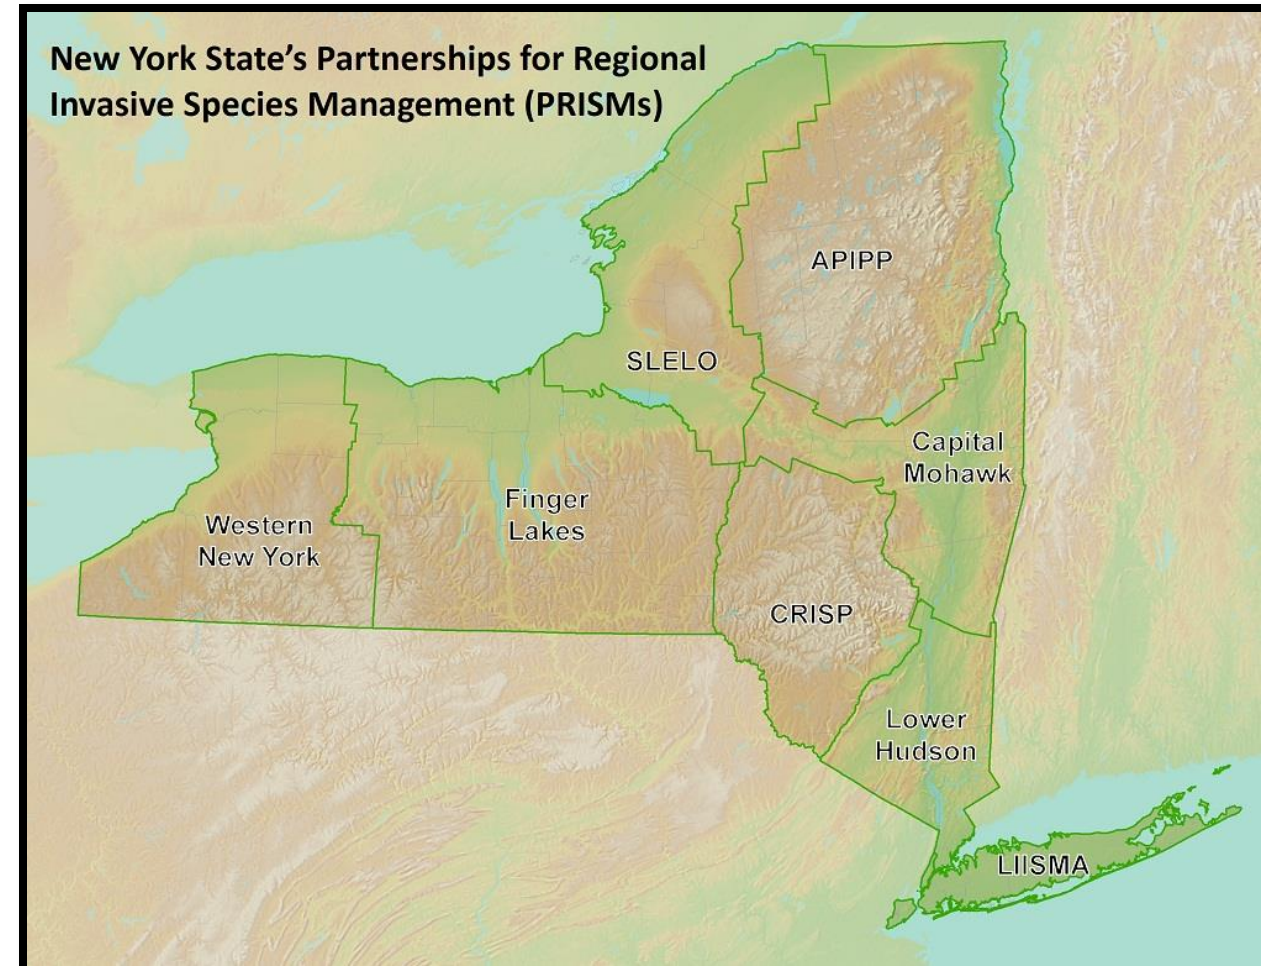 New York State’s Partnerships for Regional
Invasive Species Management (PRISMs)
APIPP
SLELO
Capital
Mohawk
Finger
Lakes
Western
New York
CRISP
Lower
Hudson
LIISMA